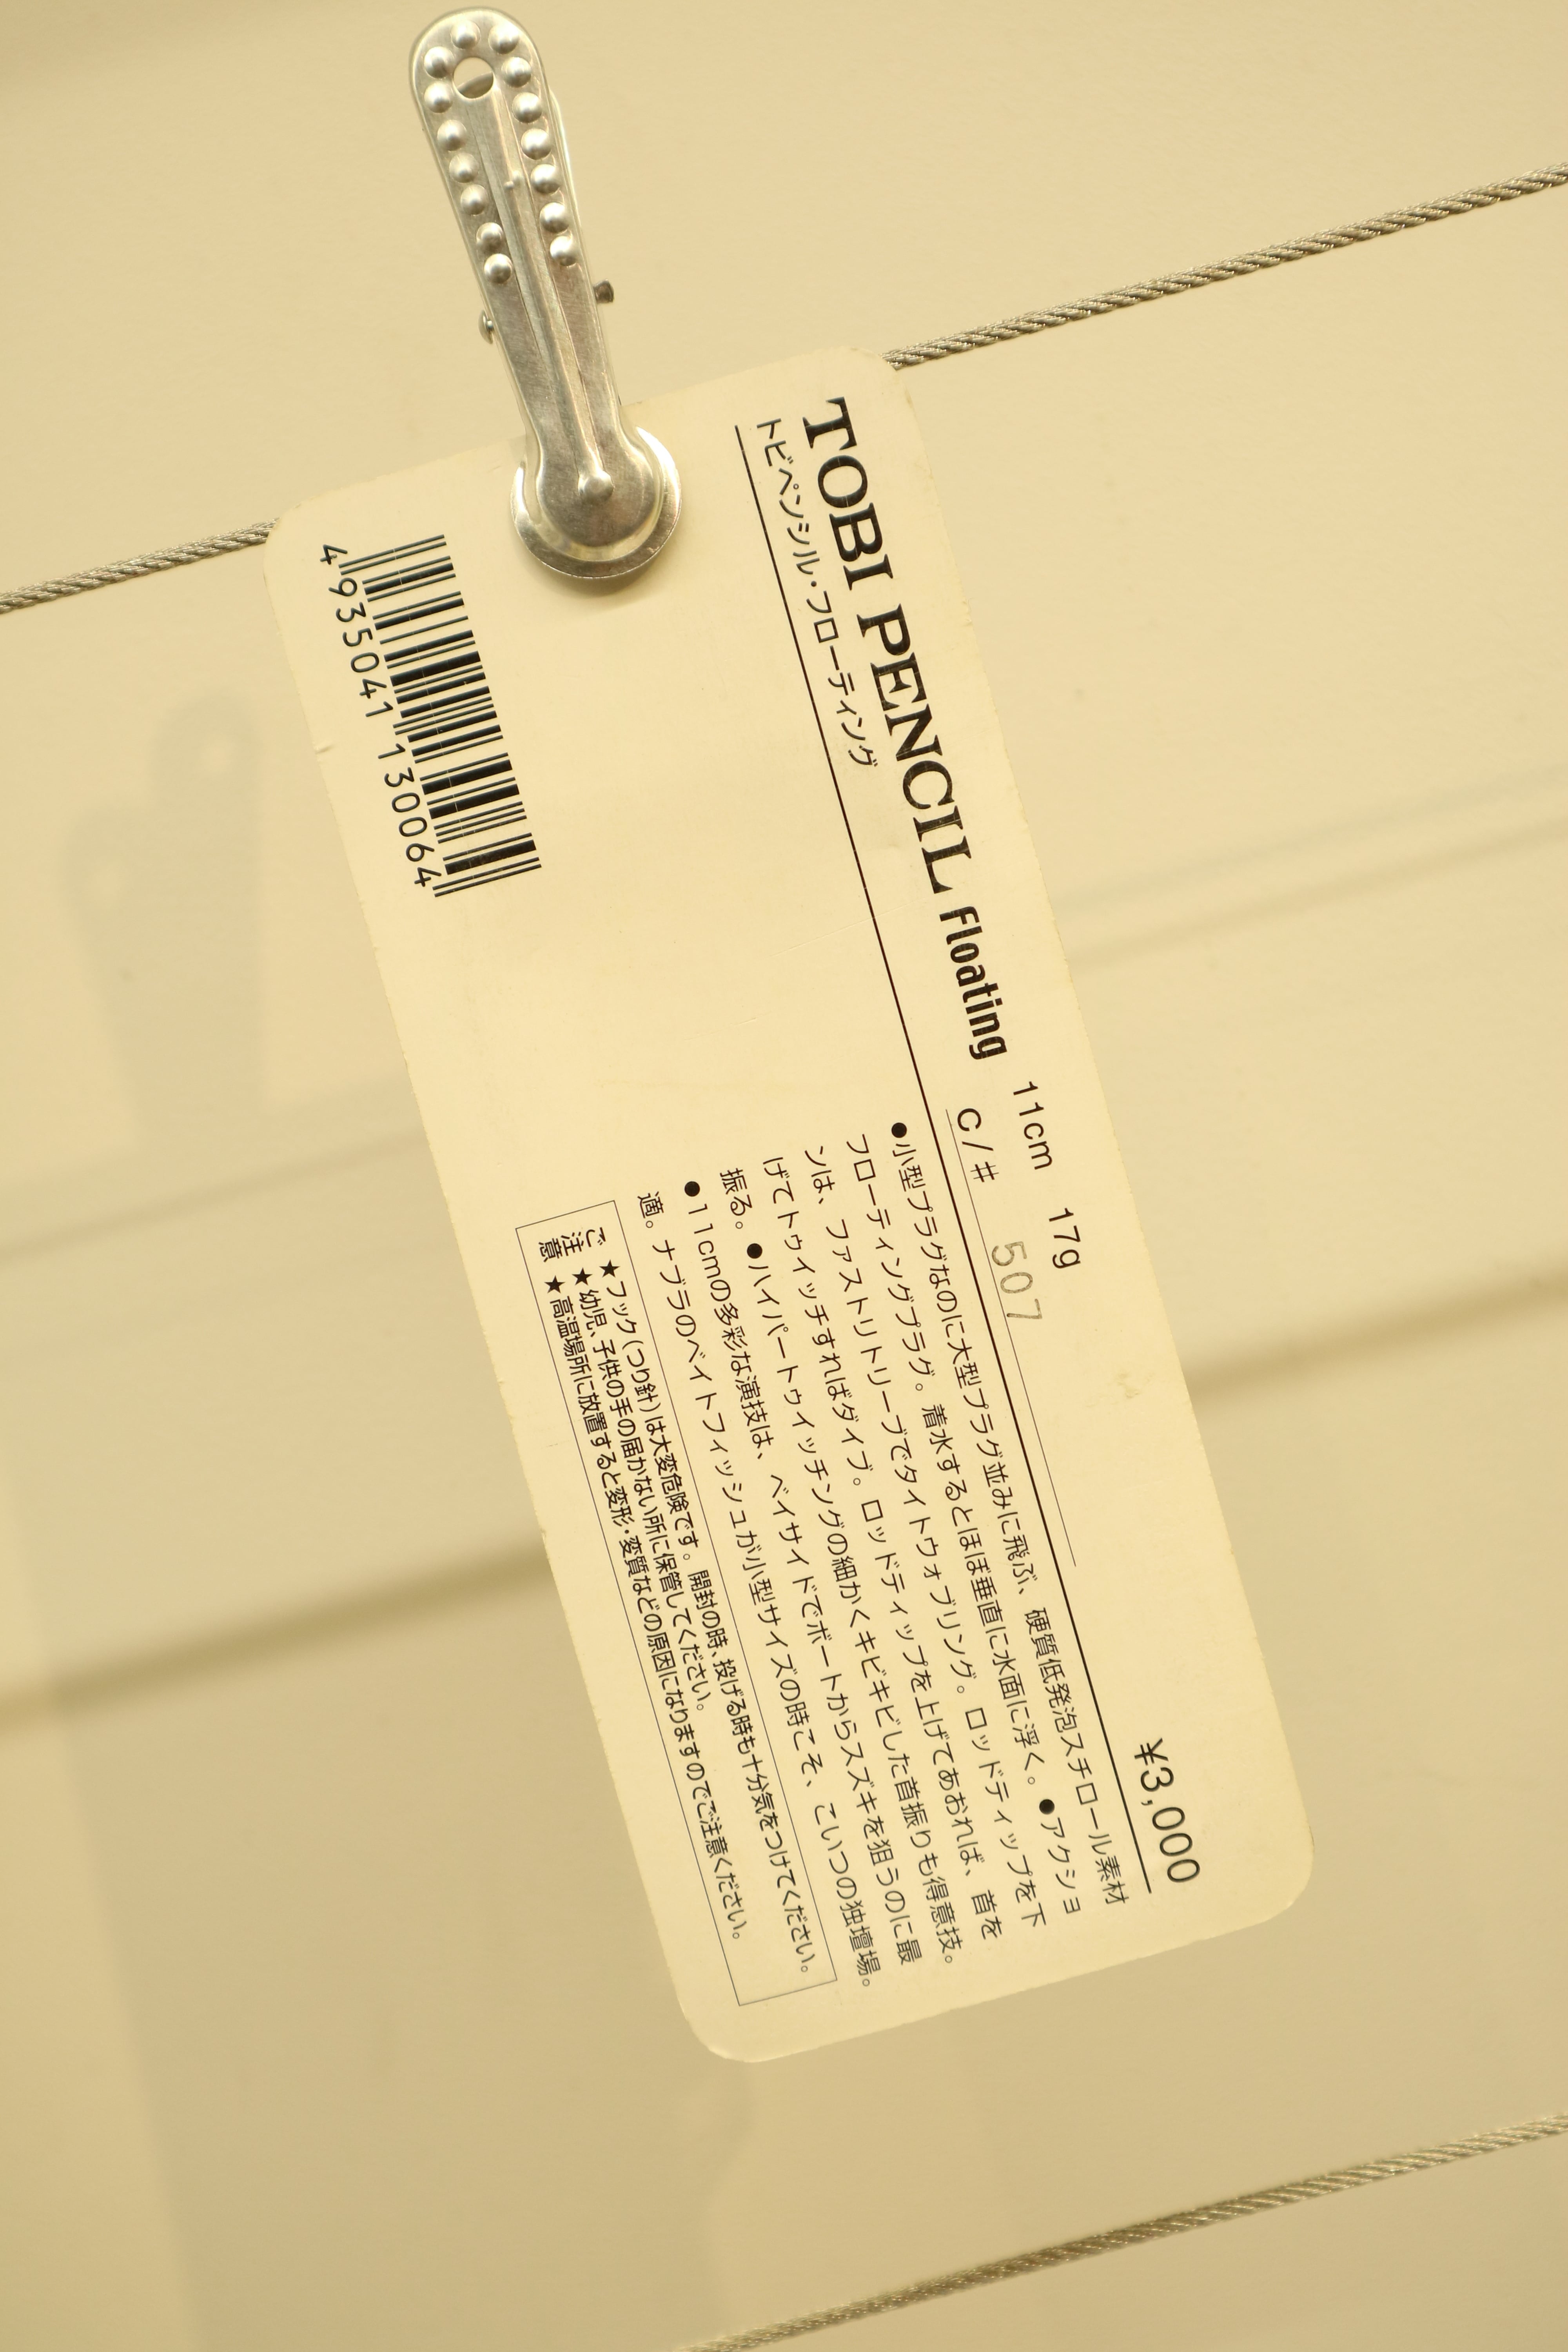 TOBI PENCIL Floating 11cm 17g ¥3,000
トビペンシル・フローティング
C/# 507
●小型プラグなのに大型プラグ並みに飛ぶ、硬質低発泡スチロール素材
フローティングプラグ。着水するとほぼ垂直に水面に浮く。●アクショ
ンは、ファストリトリーブでタイトウォブリング。ロッドティップを下
げてトゥイッチすればダイブ。ロッドティップを上げてあおれば、首を
振る。●ハイパートゥイッチングの細かくキビキビした首振りも得意技。
●11cmの多彩な演技は、ベイサイドでボートからスズキを狙うのに最
適。ナブラのベイトフィッシュが小型サイズの時こそ、こいつの独壇場。
ご注意
★フック(つり針)は大変危険です。開封の時、投げる時も十分気をつけてください。
★幼児、子供の手の届かない所に保管してください。
★高温場所に放置すると変形・変質などの原因になりますのでご注意ください。
4935041130064